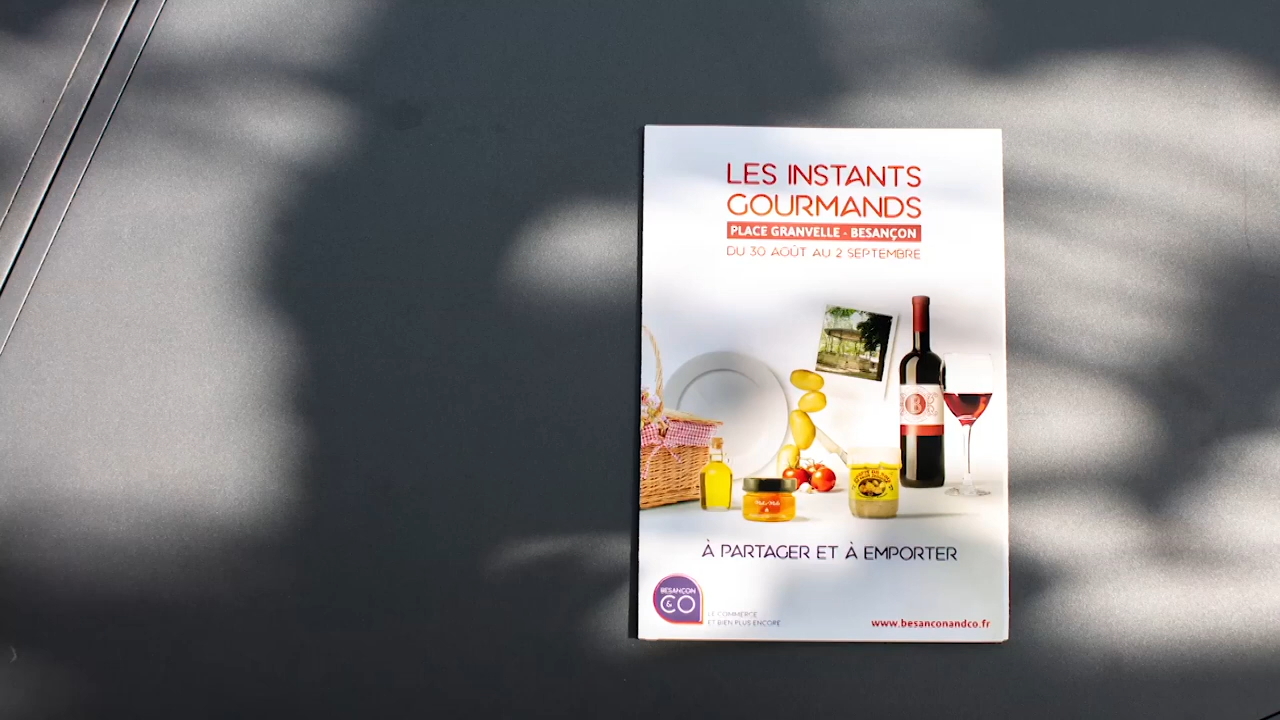 LES INSTANTS
GOURMANDS
PLACE GRANVELLE - BESANÇON
DU 30 AOÛT AU 2 SEPTEMBRE
À PARTAGER ET À EMPORTER
BESANÇON
& CO
LE COMMERCE
ET BIEN PLUS ENCORE
www.besanconandco.fr